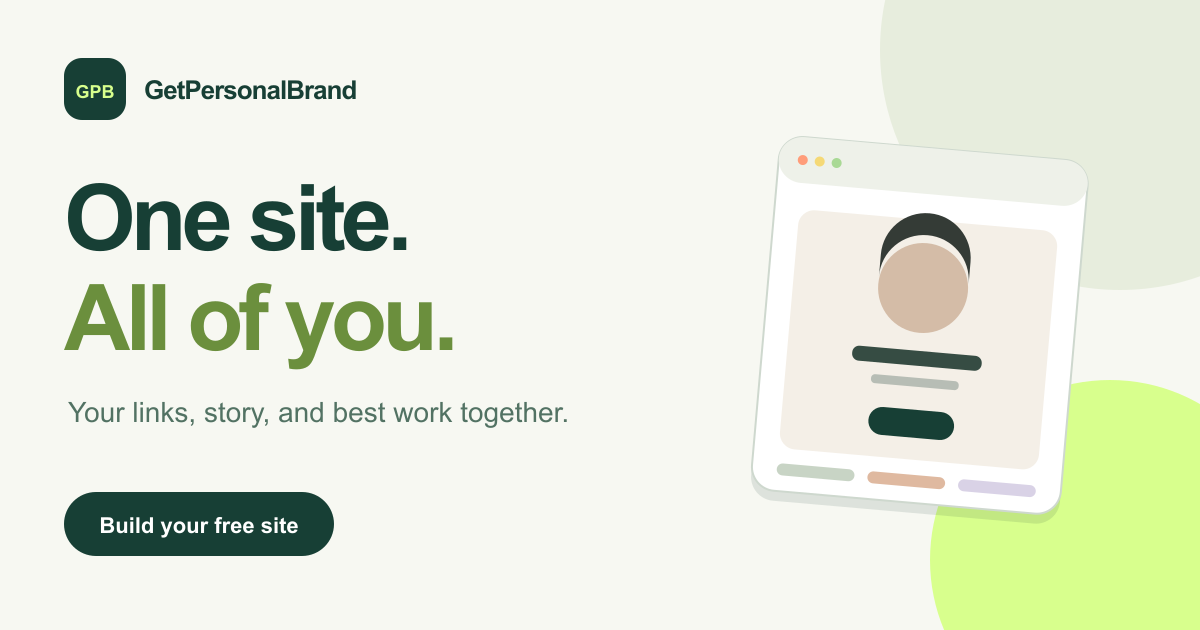 GPB
GetPersonalBrand
One site.
All of you.
Your links, story, and best work together.
Build your free site